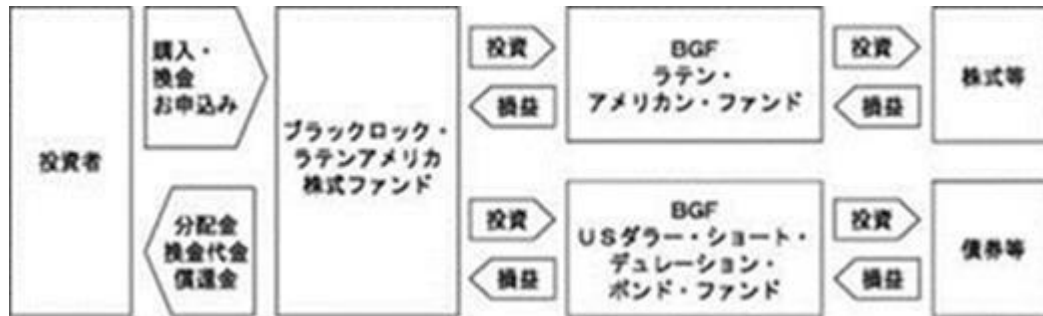 投資者
購入・
換金
お申込み
分配金
換金代金
償還金
ブラックロック・
ラテンアメリカ
株式ファンド
投資
損益
BGF
ラテン・
アメリカン・ファンド
投資
損益
株式等
投資
損益
BGF
USダラー・ショート・
デュレーション・
ボンド・ファンド
投資
損益
債券等